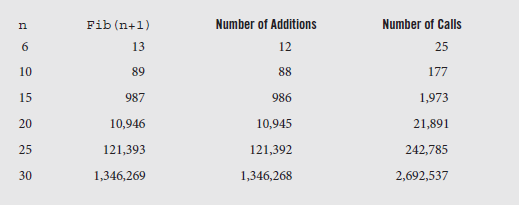 n Fib(n+1) Number of Additions Number of Calls
6 13 12 25
10 89 88 177
15 987 986 1,973
20 10,946 10,945 21,891
25 121,393 121,392 242,785
30 1,346,269 1,346,268 2,692,537